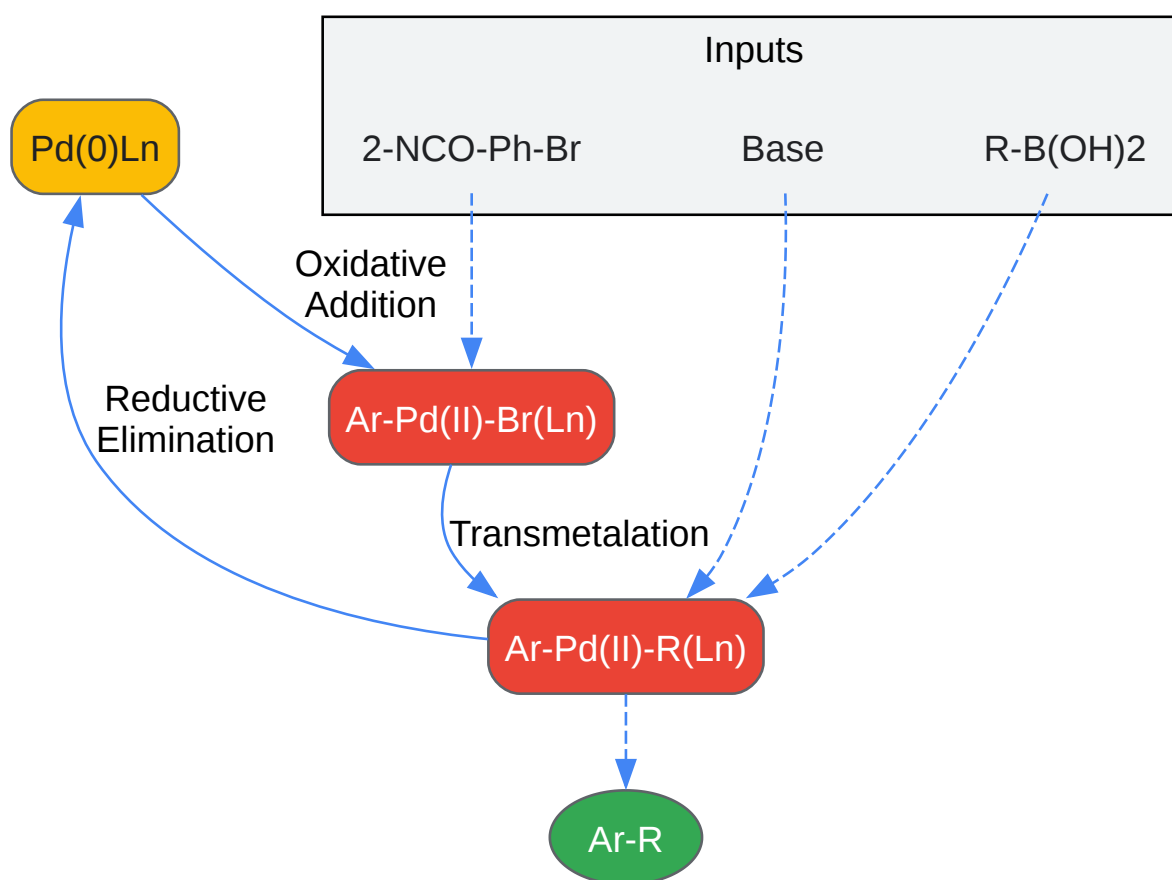 Inputs
Pd(0)Ln
2-NCO-Ph-Br
Base
R-B(OH)2
Oxidative
Addition
Reductive
Elimination
Ar-Pd(II)-Br(Ln)
Transmetalation
Ar-Pd(II)-R(Ln)
Ar-R